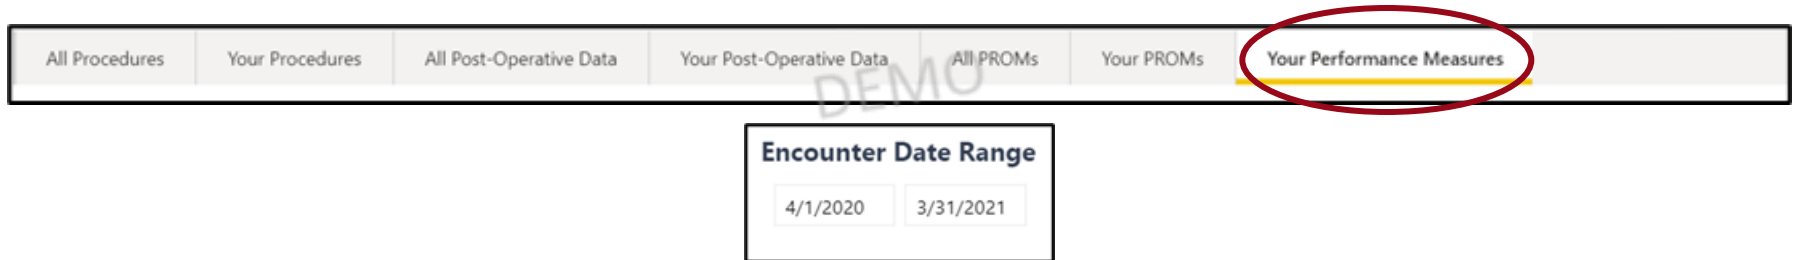 All Procedures Your Procedures All Post-Operative Data Your Post-Operative Data All PROMs Your PROMs Your Performance Measures
DEMO
Encounter Date Range
4/1/2020 3/31/2021